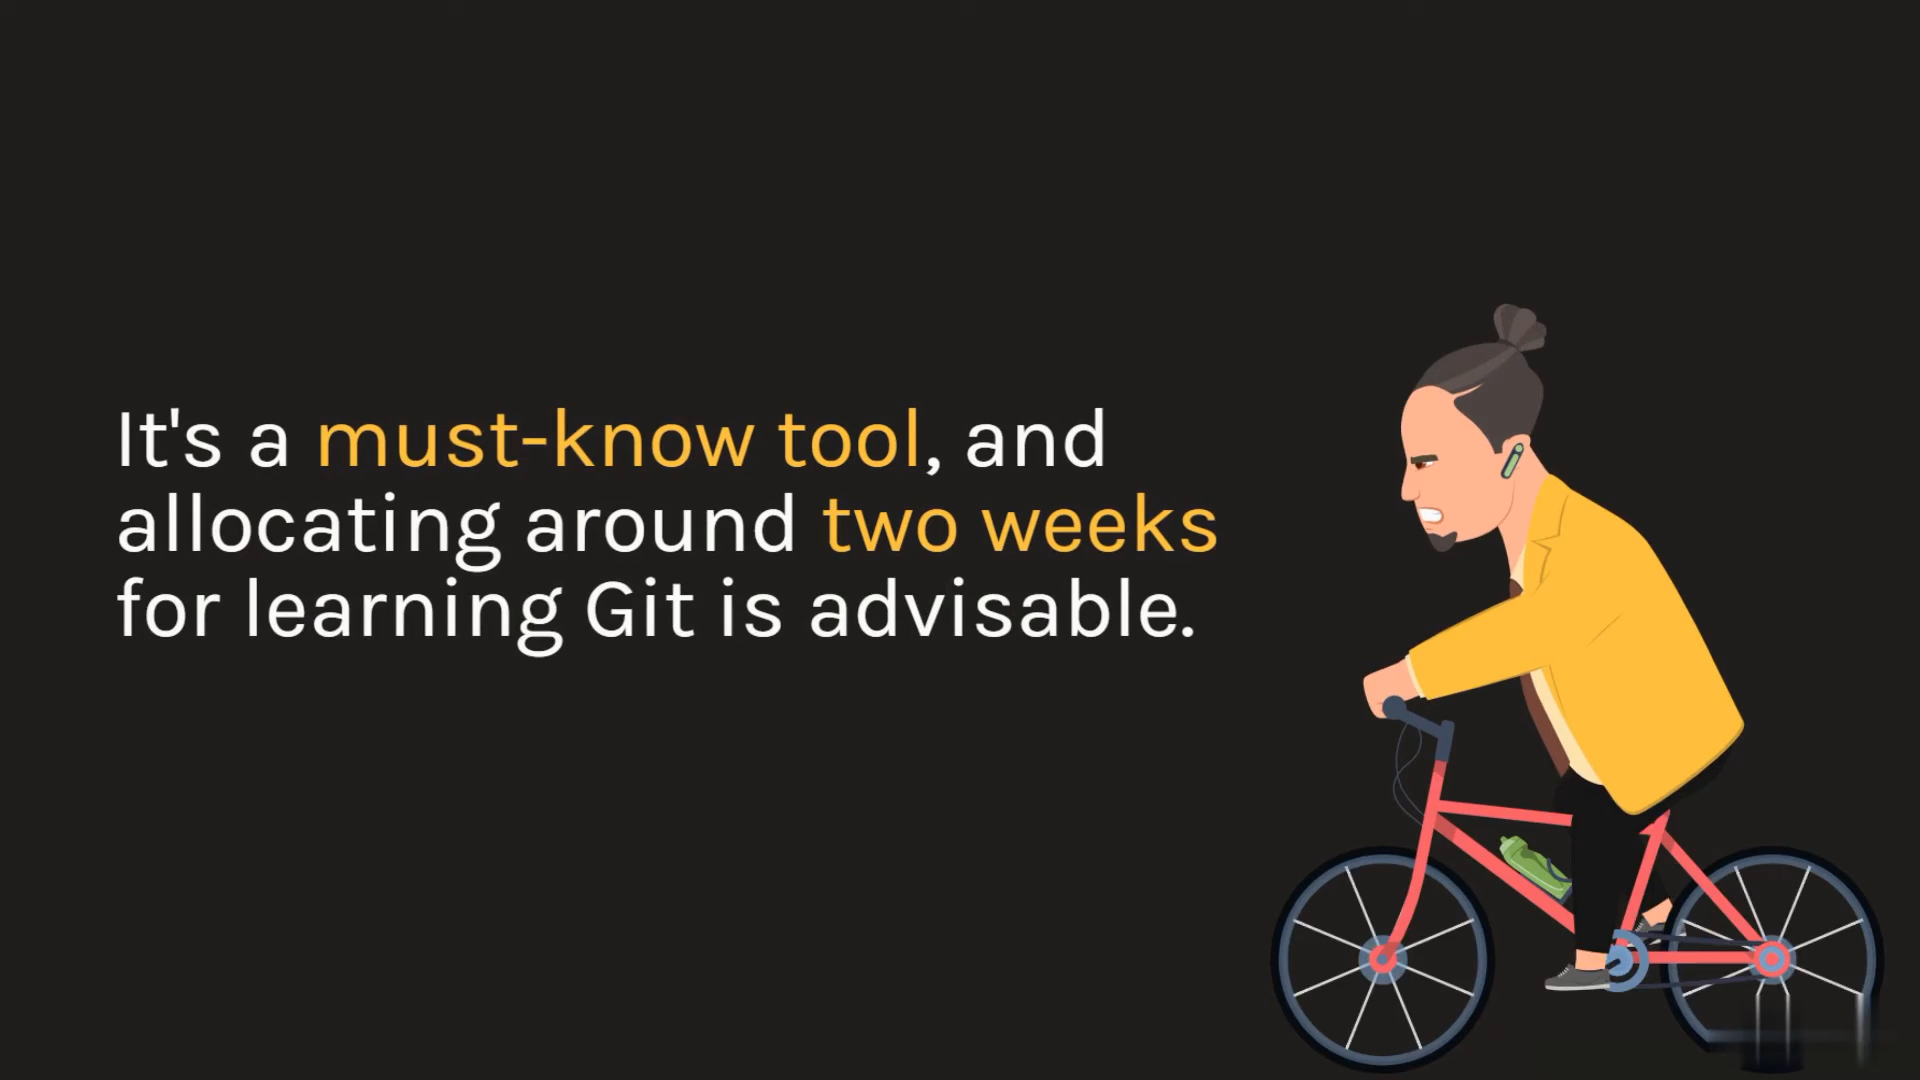 It's a must-know tool, and
allocating around two weeks
for learning Git is advisable.